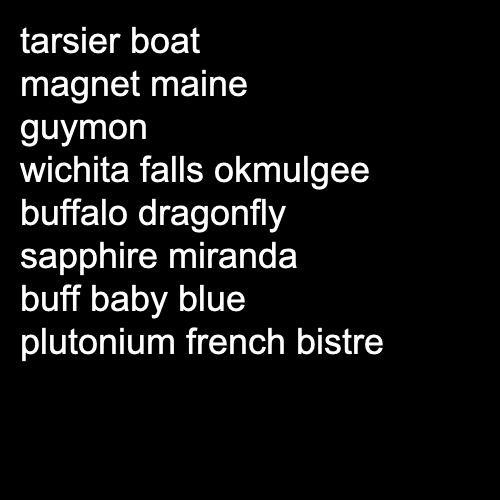 tarsier boat
magnet maine
guymon
wichita falls okmulgee
buffalo dragonfly
sapphire miranda
buff baby blue
plutonium french bistre